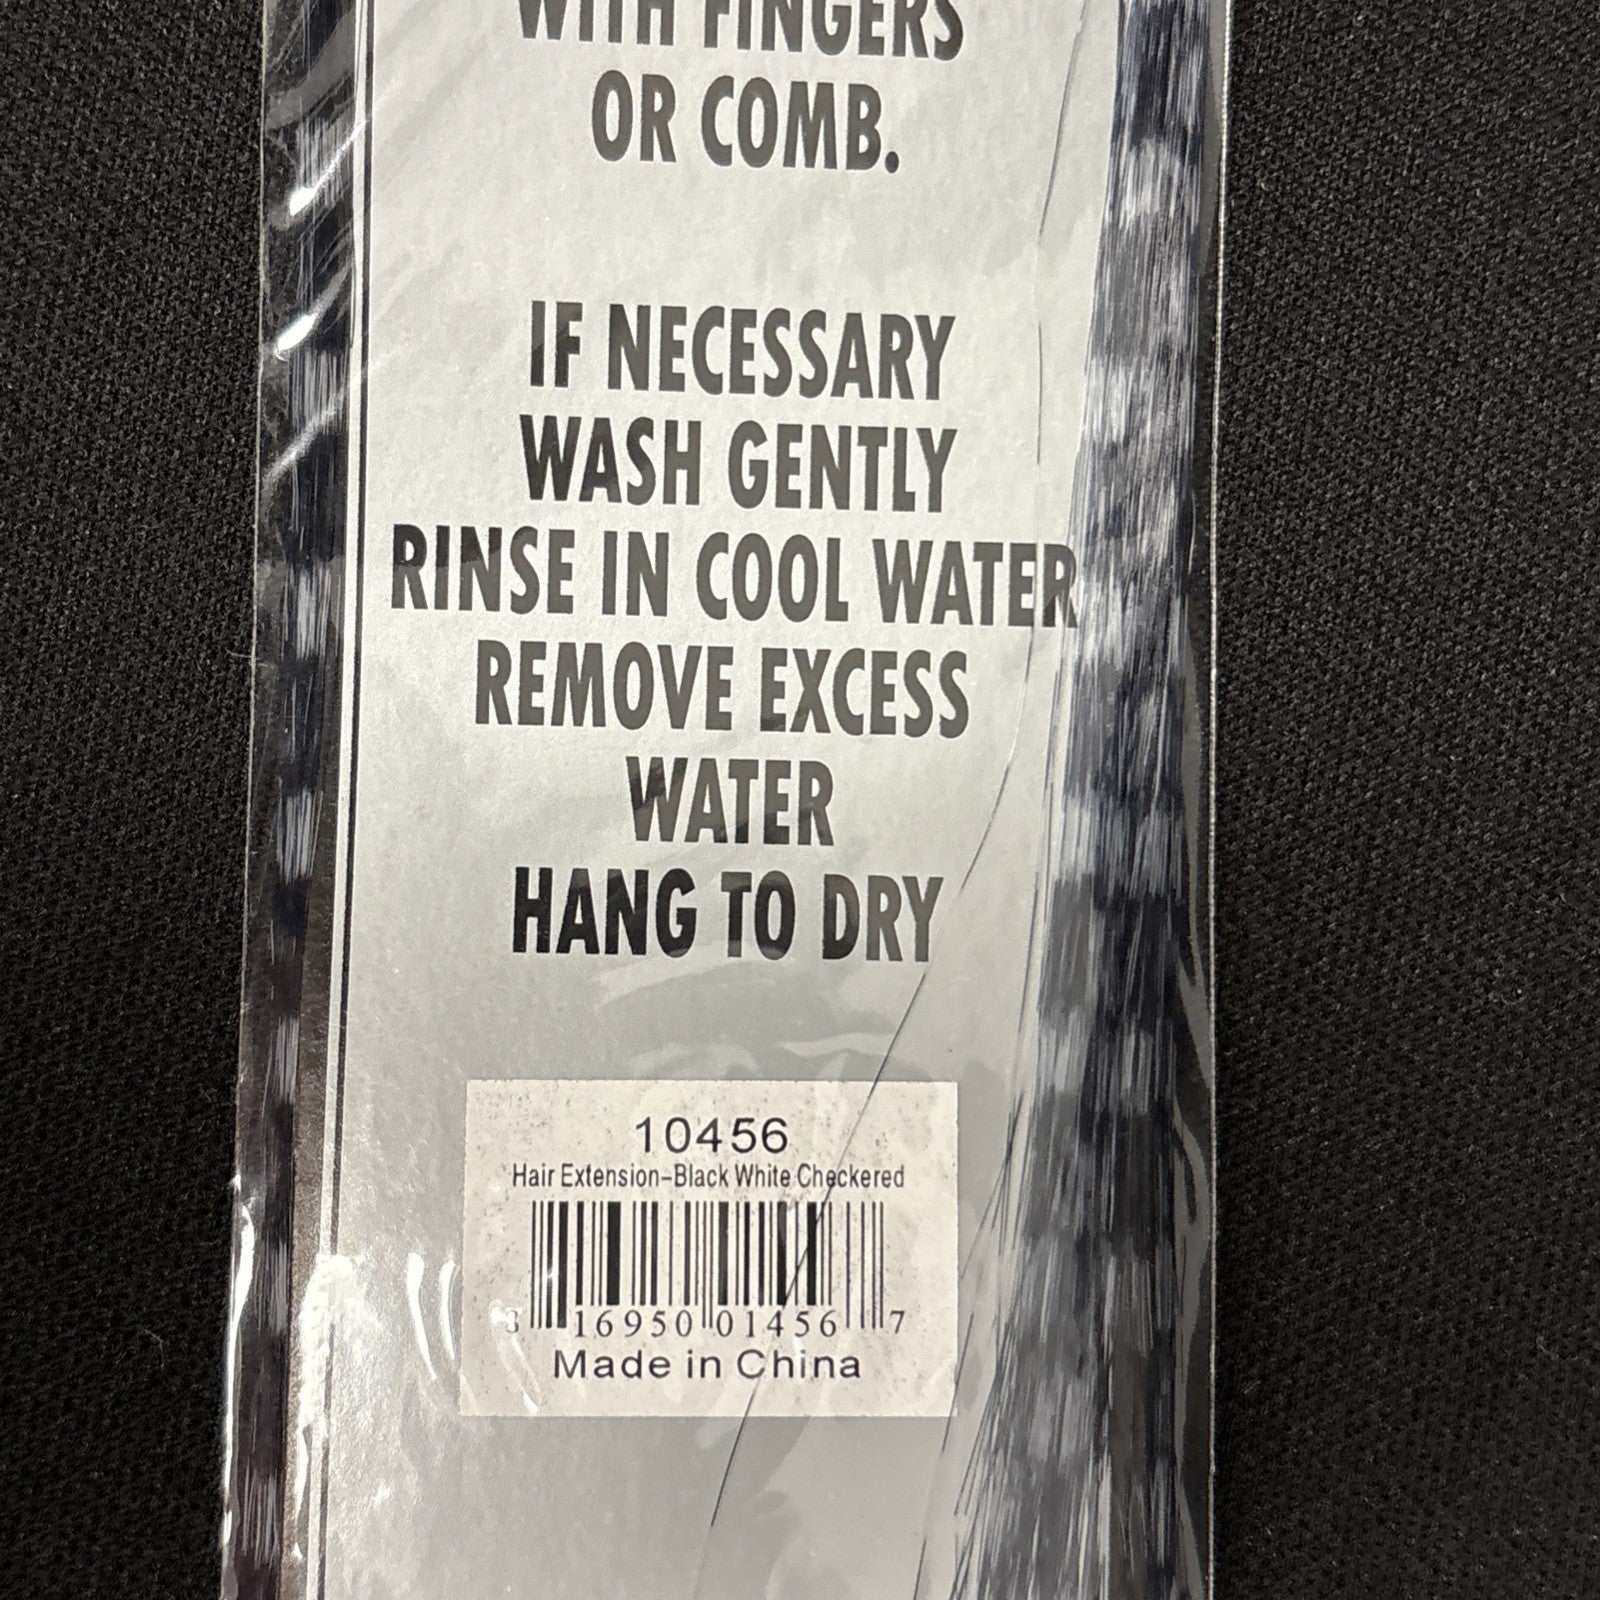 WITH FINGERS
OR COMB.
IF NECESSARY
WASH GENTLY
RINSE IN COOL WATER
REMOVE EXCESS
WATER
HANG TO DRY
10456
Hair Extension-Black White Checkered
8 16950 01456 7
Made in China